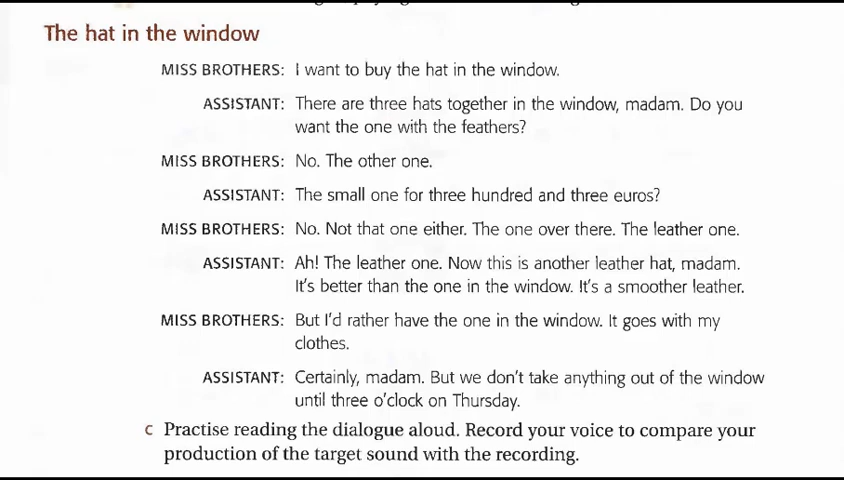 The hat in the window
MISS BROTHERS: I want to buy the hat in the window.
ASSISTANT: There are three hats together in the window, madam. Do you
want the one with the feathers?
MISS BROTHERS: No. The other one.
ASSISTANT: The small one for three hundred and three euros?
MISS BROTHERS: No. Not that one either. The one over there. The leather one.
ASSISTANT: Ah! The leather one. Now this is another leather hat, madam.
It's better than the one in the window. It's a smoother leather.
MISS BROTHERS: But I'd rather have the one in the window. It goes with my
clothes.
ASSISTANT: Certainly, madam. But we don't take anything out of the window
until three o'clock on Thursday.
c Practise reading the dialogue aloud. Record your voice to compare your
production of the target sound with the recording.